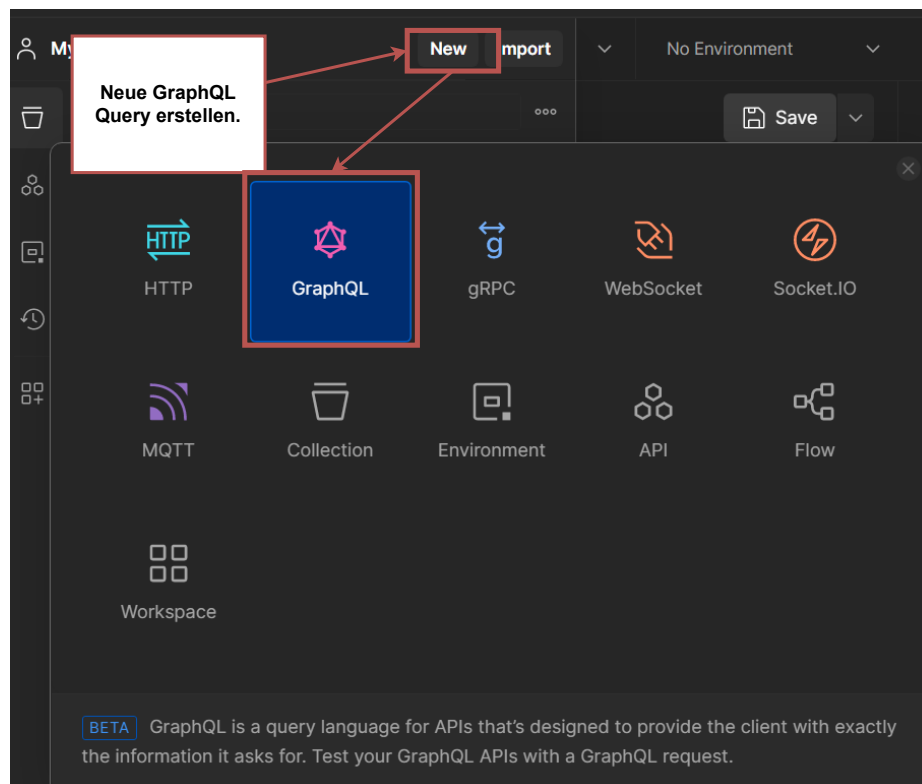 My
New
Import
No Environment
Neue GraphQL
Query erstellen.
Save
HTTP
HTTP
GraphQL
g
gRPC
WebSocket
Socket.IO
MQTT
Collection
Environment
API
Flow
Workspace
BETA GraphQL is a query language for APIs that’s designed to provide the client with exactly
the information it asks for. Test your GraphQL APIs with a GraphQL request.